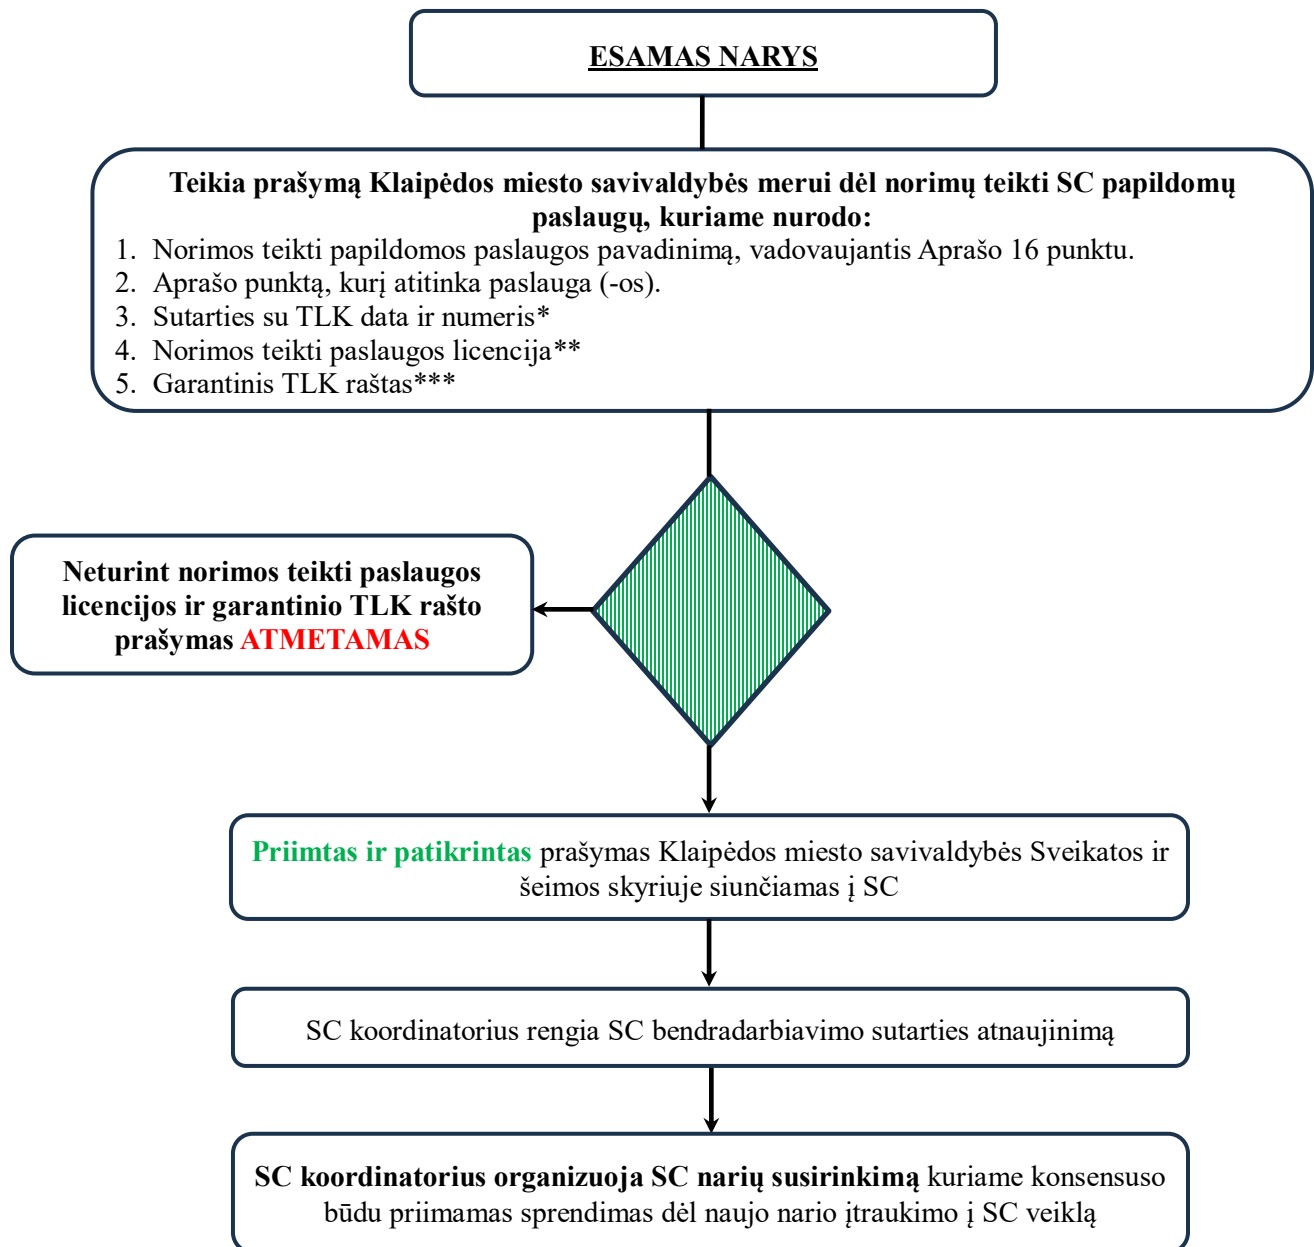 ESAMAS NARYS
Teikia prašymą Klaipėdos miesto savivaldybės merui dėl norimų teikti SC papildomų
paslaugų, kuriame nurodo:
1. Norimos teikti papildomos paslaugos pavadinimą, vadovaujantis Aprašo 16 punktu.
2. Aprašo punktą, kurį atitinka paslauga (-os).
3. Sutarties su TLK data ir numeris*
4. Norimos teikti paslaugos licencija**
5. Garantinis TLK raštas***
Neturint norimos teikti paslaugos
licencijos ir garantinio TLK rašto
prašymas ATMETAMAS
Priimtas ir patikrintas prašymas Klaipėdos miesto savivaldybės Sveikatos ir
šeimos skyriuje siunčiamas į SC
SC koordinatorius rengia SC bendradarbiavimo sutarties atnaujinimą
SC koordinatorius organizuoja SC narių susirinkimą kuriame konsensuso
būdu priimamas sprendimas dėl naujo nario įtraukimo į SC veiklą